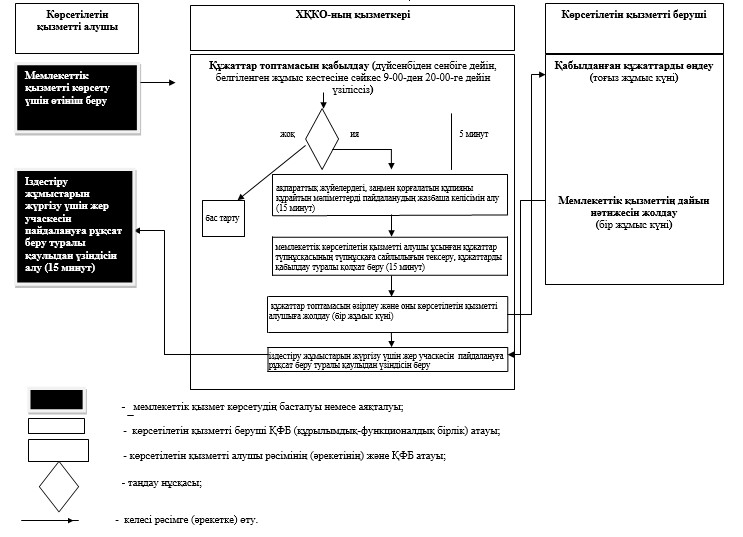 Көрсетілетін
қызметті алушы
ХҚКО-ның қызметкері
Көрсетілетін қызметті беруші
Мемлекеттік
қызметті көрсету
үшін өтініш беру
Құжаттар топтамасын қабылдау (дүйсенбіден сенбіге дейін,
белгіленген жұмыс кестесіне сәйкес 9-00-ден 20-00-ге дейін
үзіліссіз)
Қабылданған құжаттарды өңдеу
(тоғыз жұмыс күні)
жоқ
ия
5 минут
Іздестіру
жұмыстарын
жүргізу үшін жер
учаскесін
пайдалануға рұқсат
беру туралы
қаулыдан үзіндісін
алу (15 минут)
ақпараттық жүйелердегі, заңмен қорғалатын құпияны
құрайтын мәліметтерді пайдаланудың жазбаша келісімін алу
(15 минут)
бас тарту
Мемлекеттік қызметтің дайын
нәтижесін жолдау
(бір жұмыс күні)
мемлекеттік көрсетілетін қызметті алушы ұсынған құжаттар
түпнұсқасының түпнұсқаға сайлылығын тексеру, құжаттарды
қабылдау туралы қолхат беру (15 минут)
құжаттар топтамасын әзірлеу және оны көрсетілетін қызметті
алушыға жолдау (бір жұмыс күні)
іздестіру жұмыстарын жүргізу үшін жер учаскесін пайдалануға
рұқсат беру туралы қаулыдан үзіндісін беру
- _мемлекеттік қызмет көрсетудің басталуы немесе аяқталуы;
- көрсетілетін қызметті беруші ҚФБ (құрылымдық-функционалдық бірлік) атауы;
- көрсетілетін қызметті алушы рәсімінің (әрекетінің) және ҚФБ атауы;
- таңдау нұсқасы;
- келесі рәсімге (әрекетке) өту.